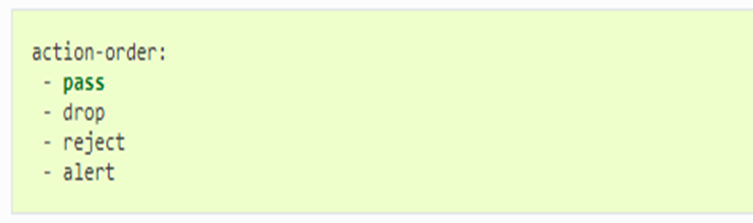 action-order:
- pass
- drop
- reject
- alert